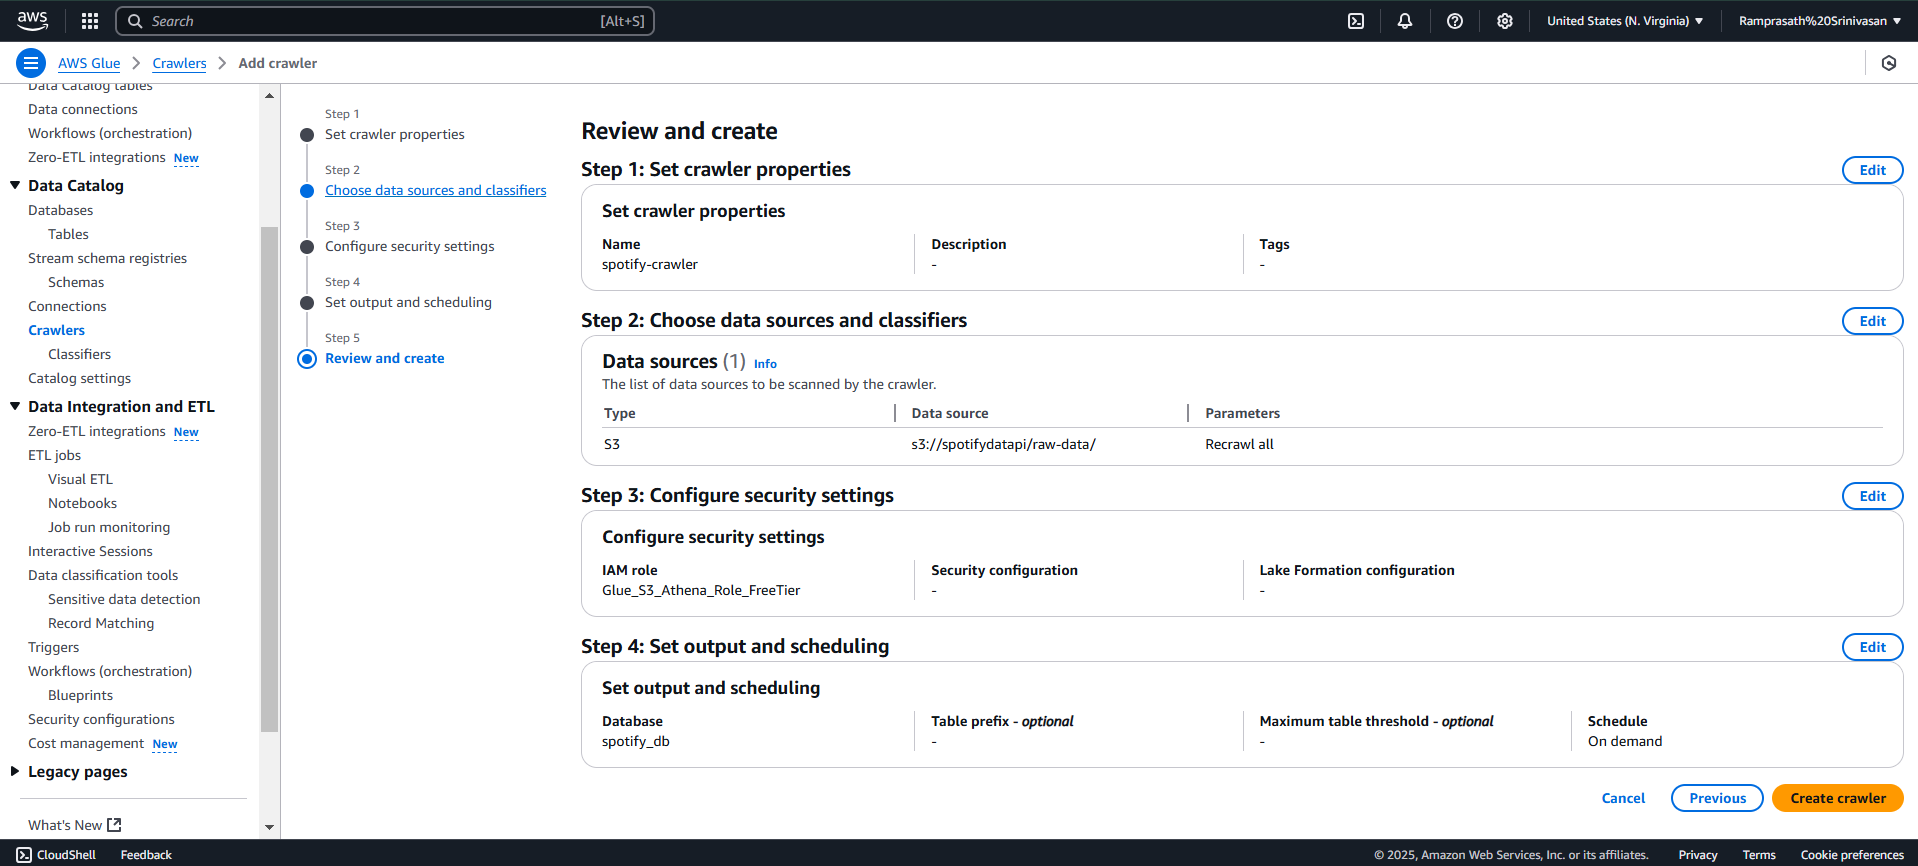 aws
Search [Alt+S]
United States (N. Virginia)
Ramprasath%20Srinivasan
AWS Glue
Crawlers
Add crawler
Data Catalog tables
Data connections
Workflows (orchestration)
Zero-ETL integrations New
Data Catalog
Databases
Tables
Stream schema registries
Schemas
Connections
Crawlers
Classifiers
Catalog settings
Data Integration and ETL
Zero-ETL integrations New
ETL jobs
Visual ETL
Notebooks
Job run monitoring
Interactive Sessions
Data classification tools
Sensitive data detection
Record Matching
Triggers
Workflows (orchestration)
Blueprints
Security configurations
Cost management New
Legacy pages
What's New
Step 1
Set crawler properties
Step 2
Choose data sources and classifiers
Step 3
Configure security settings
Step 4
Set output and scheduling
Step 5
Review and create
Review and create
Step 1: Set crawler properties
Edit
Set crawler properties
Name
spotify-crawler
Description
-
Tags
-
Step 2: Choose data sources and classifiers
Edit
Data sources (1) Info
The list of data sources to be scanned by the crawler.
Type Data source Parameters
S3 s3://spotifydatapi/raw-data/ Recrawl all
Step 3: Configure security settings
Edit
Configure security settings
IAM role
Glue_S3_Athena_Role_FreeTier
Security configuration
-
Lake Formation configuration
-
Step 4: Set output and scheduling
Edit
Set output and scheduling
Database
spotify_db
Table prefix - optional
-
Maximum table threshold - optional
-
Schedule
On demand
Cancel
Previous
Create crawler
CloudShell
Feedback
© 2025, Amazon Web Services, Inc. or its affiliates.
Privacy
Terms
Cookie preferences